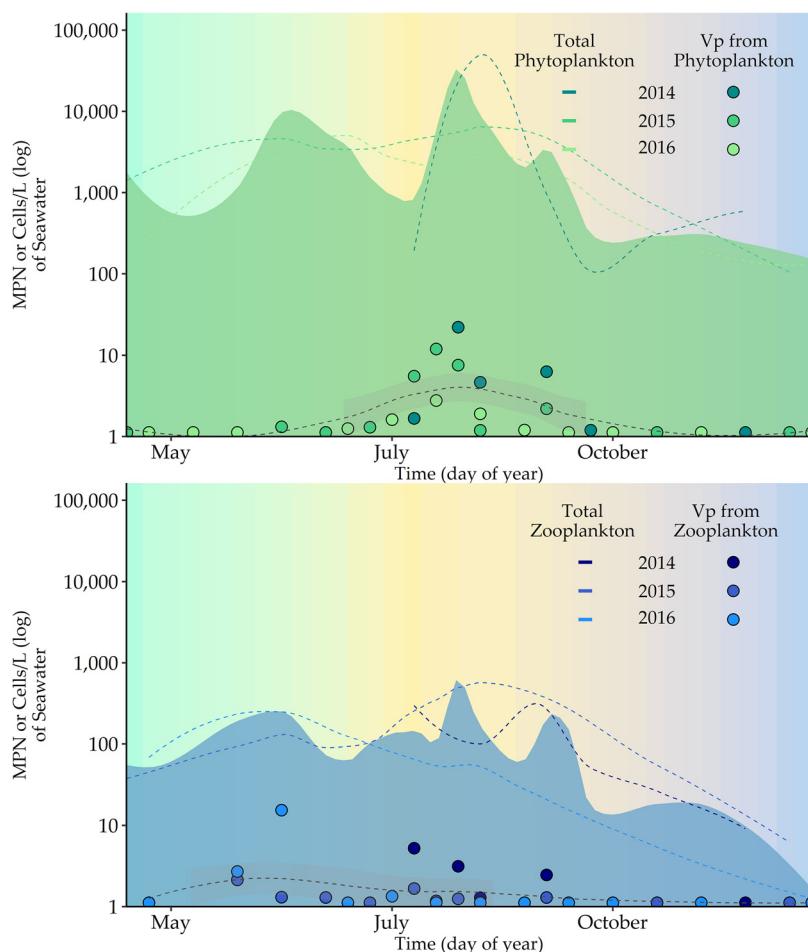 100,000
10,000
1,000
100
10
1
MPN or Cells/L (log)
of Seawater
Total
Phytoplankton
Vp from
Phytoplankton
2014
2015
2016
May
July
October
Time (day of year)
100,000
10,000
1,000
100
10
1
MPN or Cells/L (log)
of Seawater
Total
Zooplankton
Vp from
Zooplankton
2014
2015
2016
May
July
October
Time (day of year)